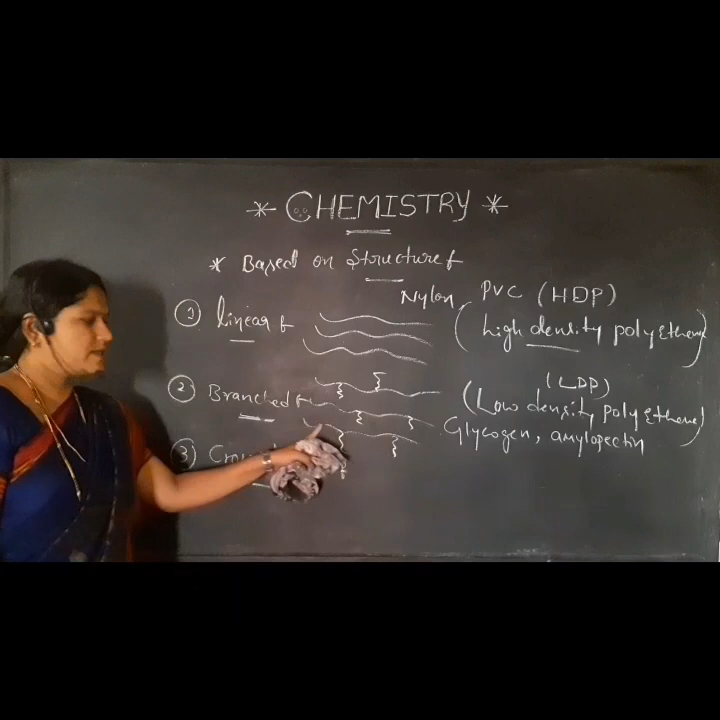 * CHEMISTRY *
* Based on Structure
① linear
Nylon, PVC (HDP)
(high density polyethene)
② Branched
(LDP)
(Low density polyethene)
Glycogen, amylopectin
③